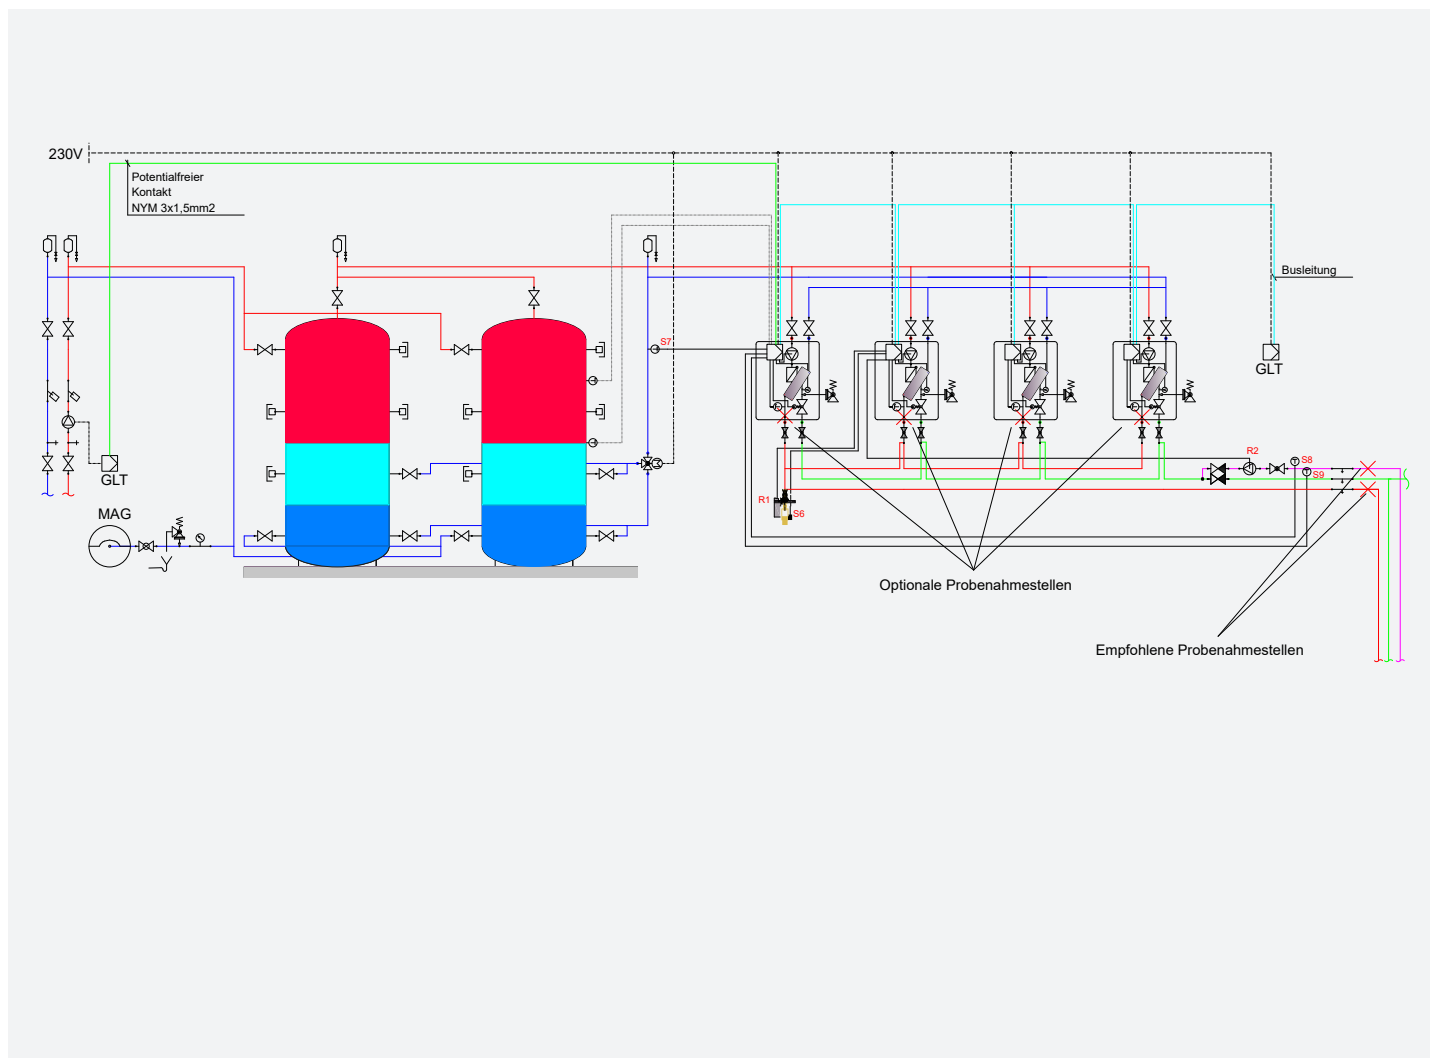 230V
Potentialfreier
Kontakt
NYM 3x1,5mm2
Busleitung
S7
GLT
R2
S8
GLT
S9
R1
S6
MAG
Optionale Probenahmestellen
Empfohlene Probenahmestellen